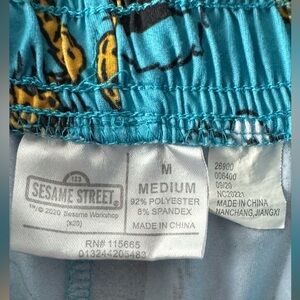 123
SESAME STREET
TM/© 2020 Sesame Workshop
(s20)
M
MEDIUM
92% POLYESTER
8% SPANDEX
MADE IN CHINA
RN# 115665
013244205483
26900
006400
09/20
NC20220
MADE IN CHINA
NANCHANG, JIANGXI